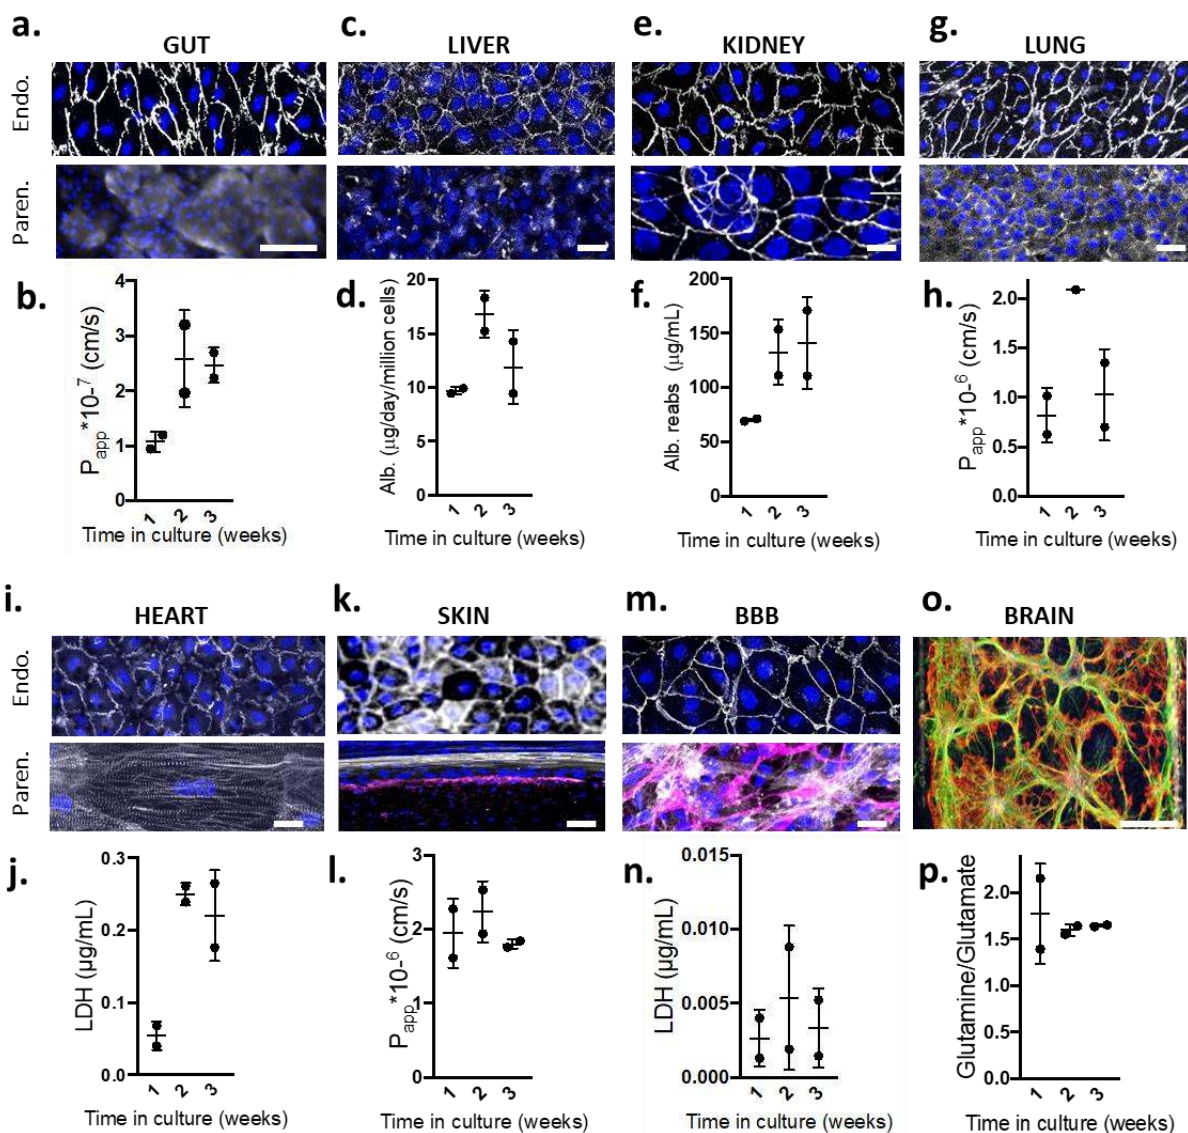 a.
GUT
c.
LIVER
e.
KIDNEY
g.
LUNG
Endo.
Paren.
b.
P_app*10-⁷ (cm/s)
4
3
2
1
0
1 2 3
Time in culture (weeks)
d.
Alb. (µg/day/million cells)
20
15
10
5
0
1 2 3
Time in culture (weeks)
f.
Alb. reabs (µg/mL)
200
150
100
50
0
1 2 3
Time in culture (weeks)
h.
P_app*10-⁶ (cm/s)
2.0
1.5
1.0
0.5
0.0
1 2 3
Time in culture (weeks)
i.
HEART
k.
SKIN
m.
BBB
o.
BRAIN
Endo.
Paren.
j.
LDH (µg/mL)
0.3
0.2
0.1
0.0
1 2 3
Time in culture (weeks)
l.
P_app*10-⁶ (cm/s)
3
2
1
0
1 2 3
Time in culture (weeks)
n.
LDH (µg/mL)
0.015
0.010
0.005
0.000
1 2 3
Time in culture (weeks)
p.
Glutamine/Glutamate
2.0
1.5
1.0
0.5
0.0
1 2 3
Time in culture (weeks)